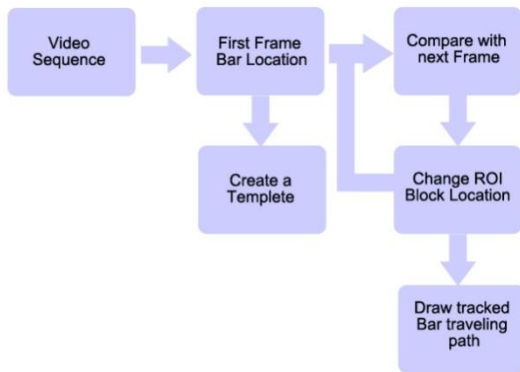 Video
Sequence
First Frame
Bar Location
Compare with
next Frame
Create a
Templete
Change ROI
Block Location
Draw tracked
Bar traveling
path